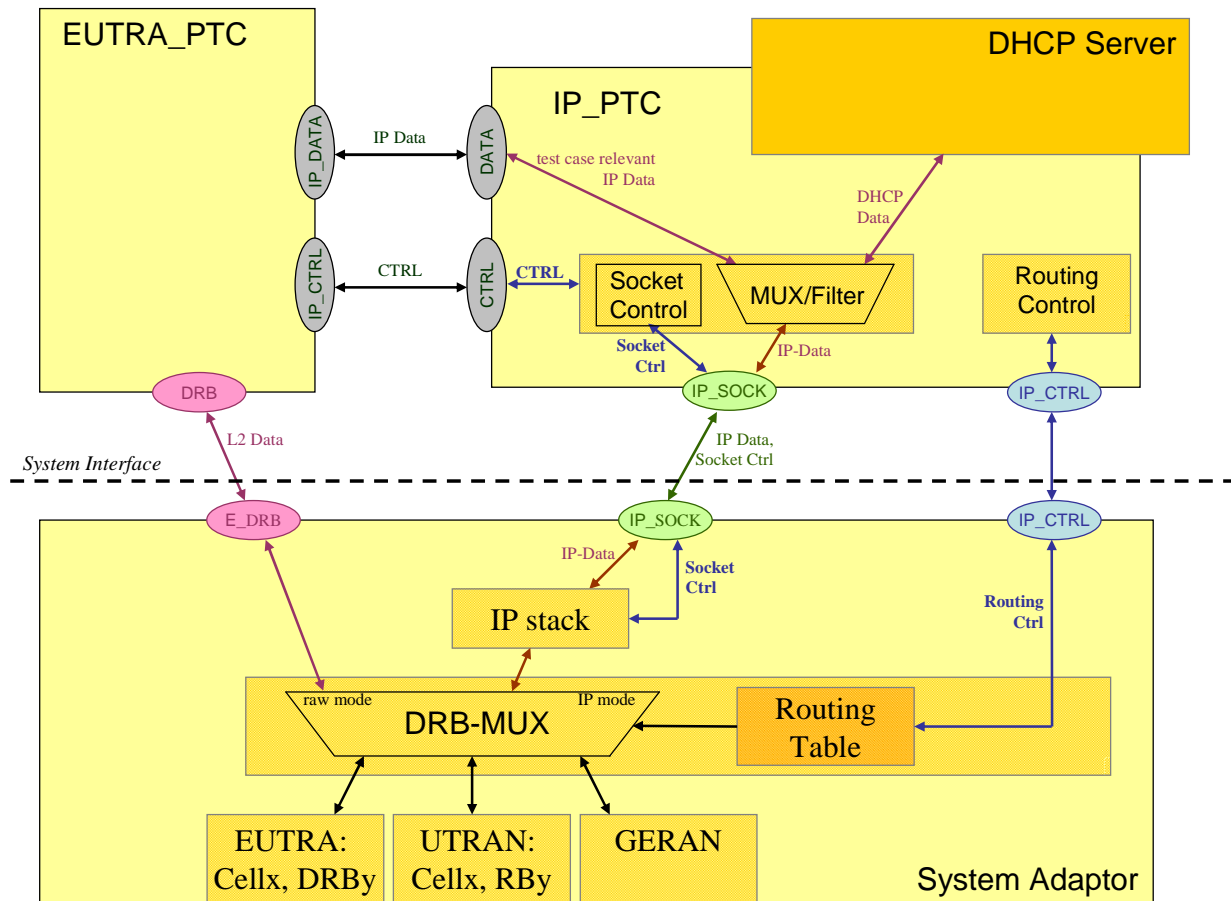 EUTRA_PTC
DHCP Server
IP_PTC
IP_DATA
IP Data
DATA
test case relevant
IP Data
DHCP
Data
IP_CTRL
CTRL
CTRL
CTRL
Socket
Control
MUX/Filter
Routing
Control
Socket
Ctrl
IP-Data
DRB
IP_SOCK
IP_CTRL
L2 Data
IP Data,
Socket Ctrl
System Interface
E_DRB
IP_SOCK
IP_CTRL
IP-Data
Socket
Ctrl
IP stack
Routing
Ctrl
raw mode
IP mode
DRB-MUX
Routing
Table
EUTRA:
Cellx, DRBy
UTRAN:
Cellx, RBy
GERAN
System Adaptor